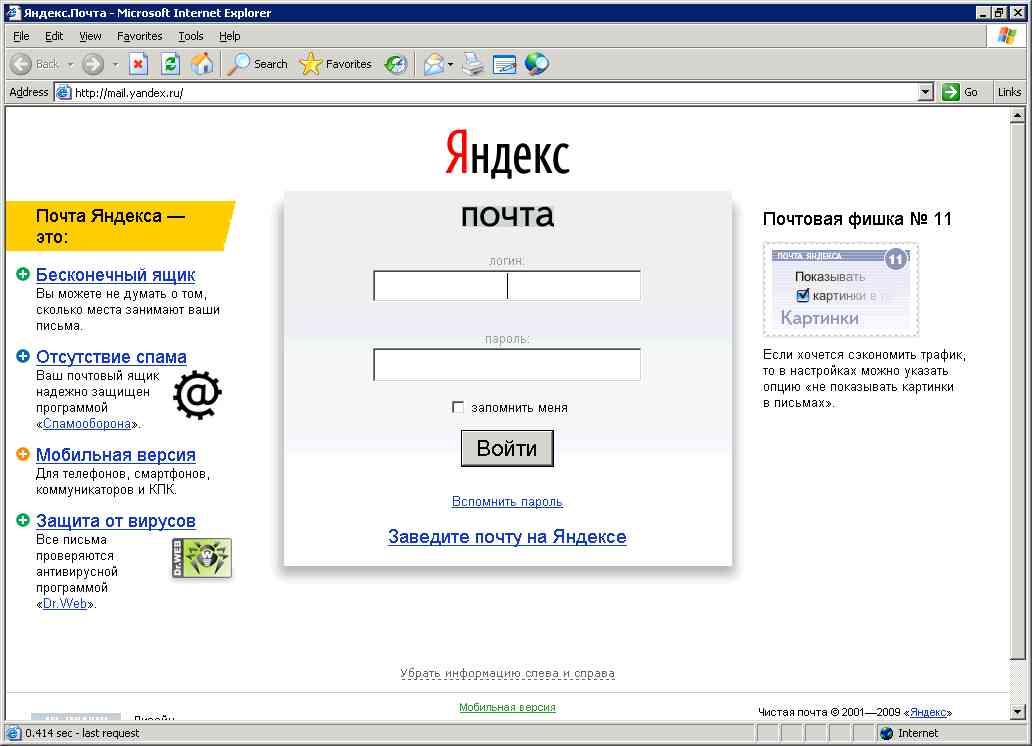 Яндекс.Почта - Microsoft Internet Explorer
File Edit View Favorites Tools Help
Back Search Favorites
Address http://mail.yandex.ru/ Go Links
Яндекс
почта
Почта Яндекса —
это:
Бесконечный ящик
Вы можете не думать о том,
сколько места занимают ваши
письма.
Отсутствие спама
Ваш почтовый ящик
надежно защищен
программой
«Спамооборона».
@
Мобильная версия
Для телефонов, смартфонов,
коммуникаторов и КПК.
Защита от вирусов
Все письма
проверяются
антивирусной
программой
«Dr.Web».
Dr.WEB
логин:
пароль:
запомнить меня
Войти
Вспомнить пароль
Заведите почту на Яндексе
Почтовая фишка № 11
ПОЧТА ЯНДЕКСА 11
Показывать
картинки в
Картинки
Если хочется сэкономить трафик,
то в настройках можно указать
опцию «не показывать картинки
в письмах».
Убрать информацию слева и справа
Дизайн
Мобильная версия
Чистая почта © 2001—2009 «Яндекс»
0.414 sec - last request Internet